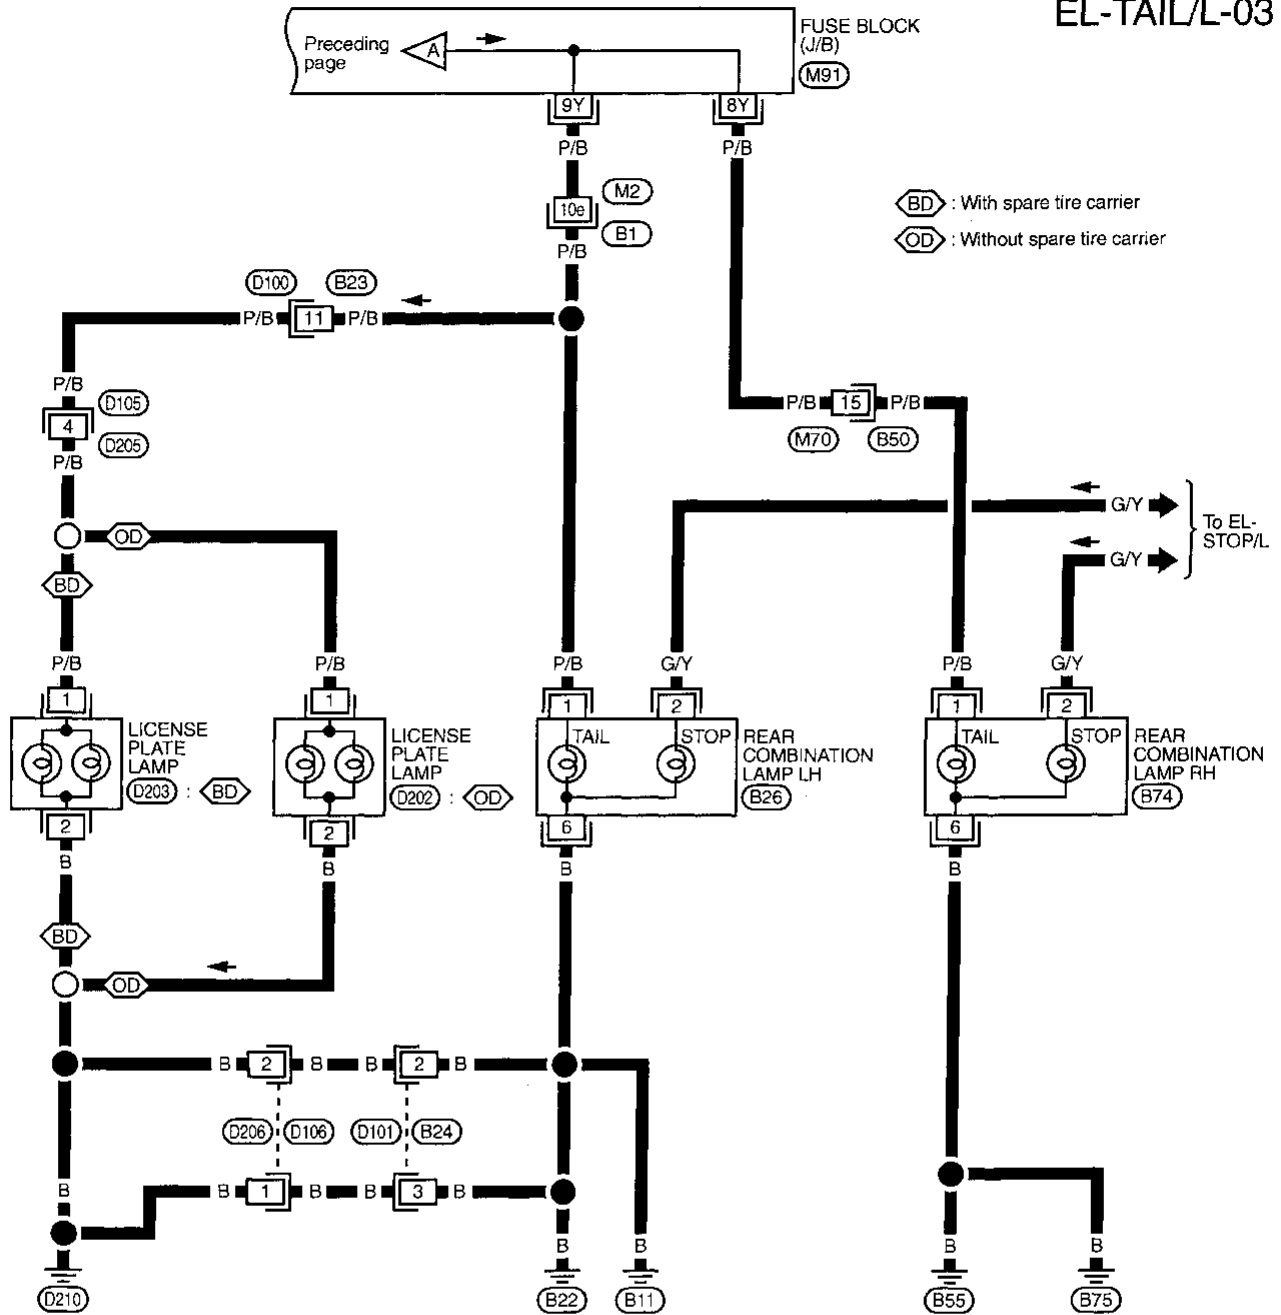 EL-TAIL/L-03
Preceding
page
A
FUSE BLOCK
(J/B)
M91
9Y
8Y
P/B
P/B
M2
10e
B1
P/B
BD : With spare tire carrier
OD : Without spare tire carrier
D100
B23
P/B
11
P/B
P/B
D105
4
D205
P/B
P/B
15
P/B
M70
B50
G/Y
G/Y
To EL-
STOP/L
OD
BD
P/B
P/B
P/B
G/Y
P/B
G/Y
1
1
1
2
1
2
LICENSE
PLATE
LAMP
D203 : BD
LICENSE
PLATE
LAMP
D202 : OD
TAIL
STOP
REAR
COMBINATION
LAMP LH
B26
TAIL
STOP
REAR
COMBINATION
LAMP RH
B74
2
2
6
6
B
B
B
B
BD
OD
B
2
B
B
2
B
D206
D106
D101
B24
B
B
1
B
B
3
B
B
B
B
B
D210
B22
B11
B55
B75